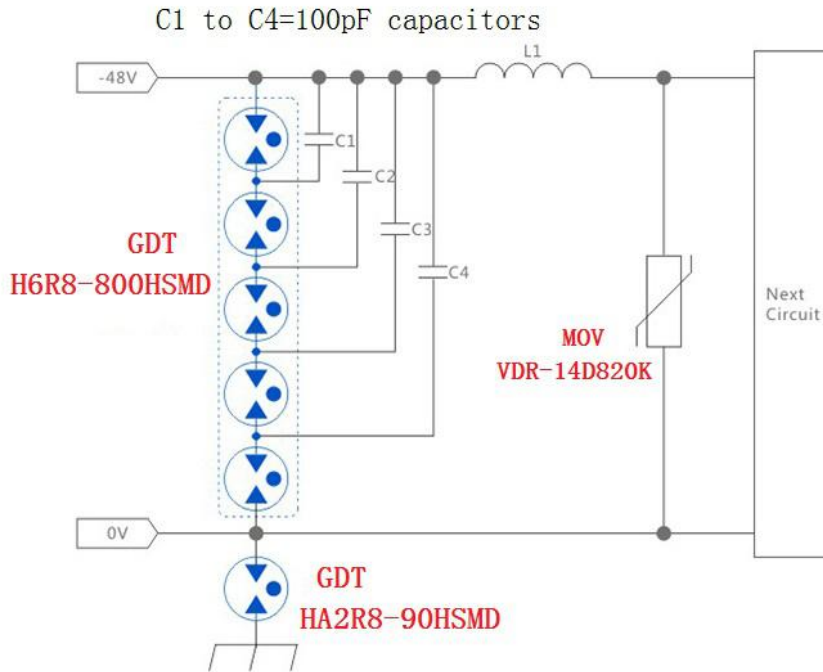 C1 to C4=100pF capacitors
L1
-48V
C1
C2
C3
C4
GDT
H6R8-800HSMD
MOV
VDR-14D820K
Next
Circuit
0V
GDT
HA2R8-90HSMD